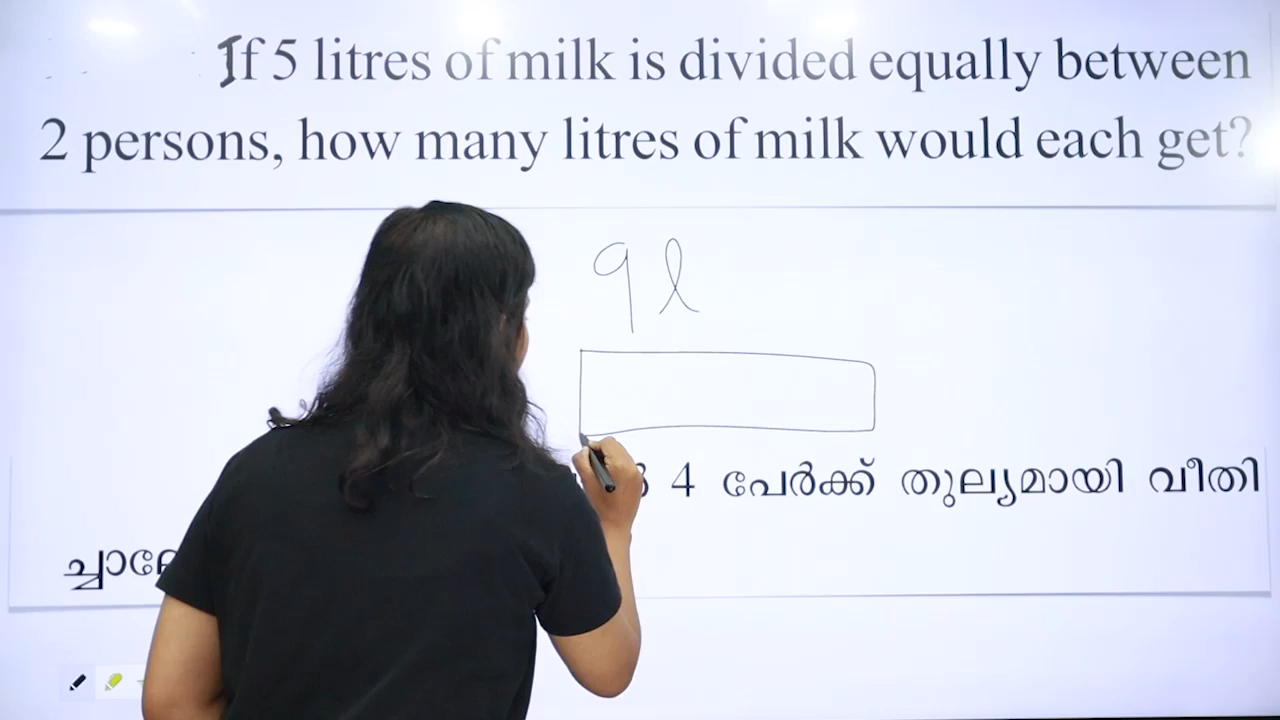 If 5 litres of milk is divided equally between
2 persons, how many litres of milk would each get?
9 l
4 പേർക്ക് തുല്യമായി വീതി
ച്ചാലോ